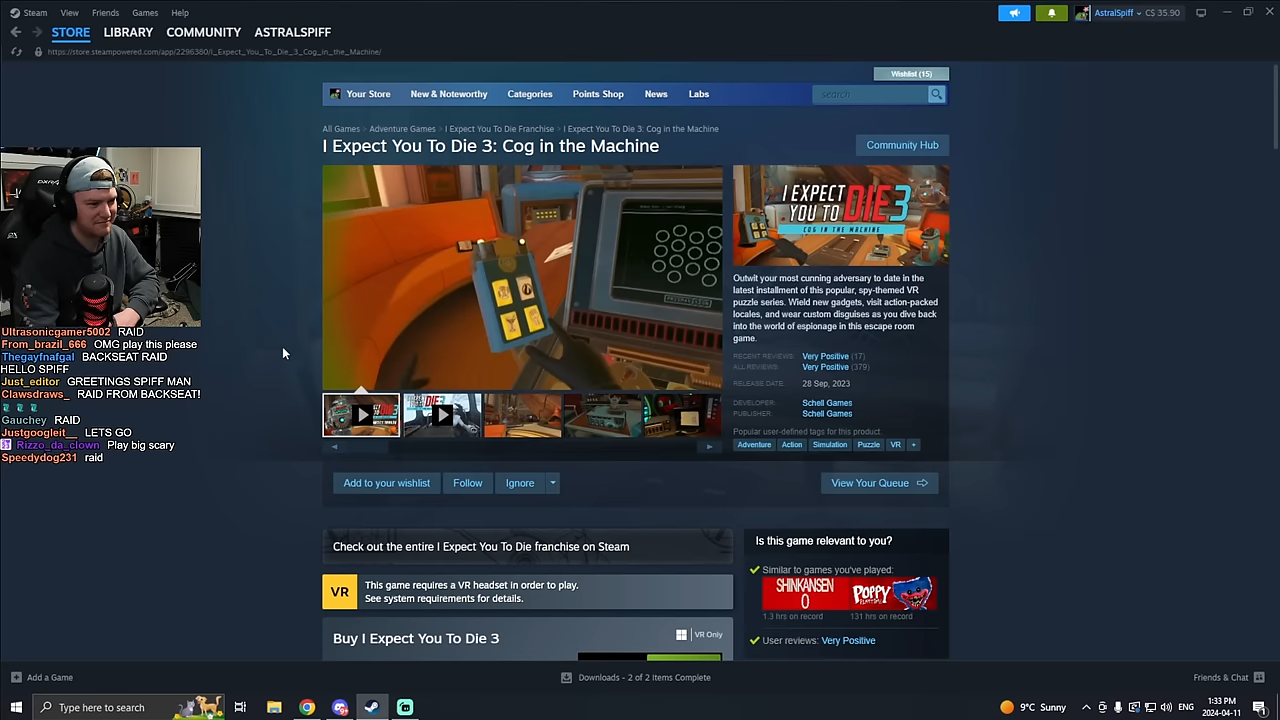 Steam View Friends Games Help
AstralSpiff CS 35.90
STORE LIBRARY COMMUNITY ASTRALSPIFF
https://store.steampowered.com/app/2296380/I_Expect_You_To_Die_3_Cog_in_the_Machine/
Wishlist (15)
Your Store New & Noteworthy Categories Points Shop News Labs
search
All Games > Adventure Games > I Expect You To Die Franchise > I Expect You To Die 3: Cog in the Machine
I Expect You To Die 3: Cog in the Machine
Community Hub
I EXPECT
YOU TO DIE 3
COG IN THE MACHINE
Outwit your most cunning adversary to date in the
latest installment of this popular, spy-themed VR
puzzle series. Wield new gadgets, visit action-packed
locales, and wear custom disguises as you dive back
into the world of espionage in this escape room
game.
RECENT REVIEWS: Very Positive (17)
ALL REVIEWS: Very Positive (379)
RELEASE DATE: 28 Sep, 2023
DEVELOPER: Schell Games
PUBLISHER: Schell Games
Popular user-defined tags for this product
Adventure Action Simulation Puzzle VR +
Ultrasonicgamer5002 RAID
From_brazil_666 OMG play this please
Thegayfnafgal BACKSEAT RAID
HELLO SPIFF
Just_editor GREETINGS SPIFF MAN
Clawsdraws_ RAID FROM BACKSEAT!
Gauchey RAID
Justgoogleit LETS GO
Rizzo_da_clown Play big scary
Speedydog231 raid
Add to your wishlist Follow Ignore
View Your Queue
Check out the entire I Expect You To Die franchise on Steam
VR
This game requires a VR headset in order to play.
See system requirements for details.
Buy I Expect You To Die 3
VR Only
Is this game relevant to you?
Similar to games you've played:
SHINKANSEN
0
POPPY
1.3 hrs on record 131 hrs on record
User reviews: Very Positive
Add a Game
Downloads - 2 of 2 Items Complete
Friends & Chat
Type here to search
9°C Sunny
ENG
1:33 PM
2024-04-11